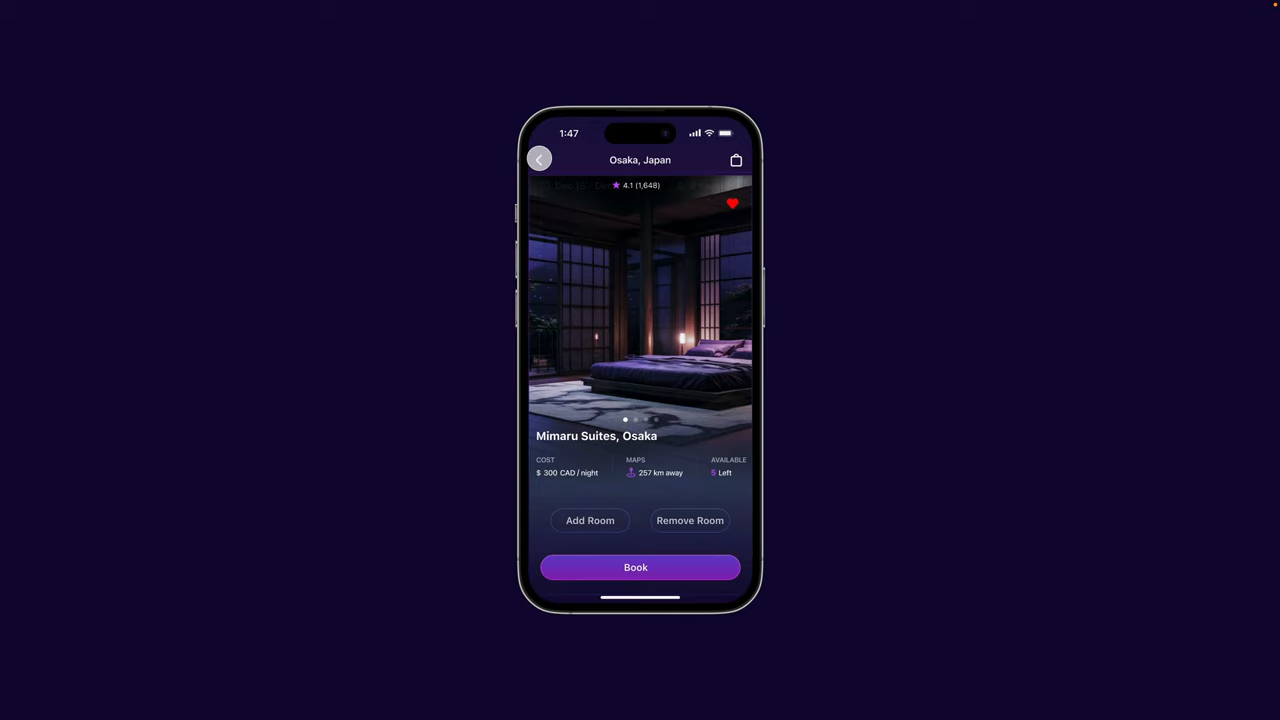 1:47
Osaka, Japan
4.1 (1,648)
Mimaru Suites, Osaka
COST MAPS AVAILABLE
$ 300 CAD / night 257 km away 5 Left
Add Room Remove Room
Book